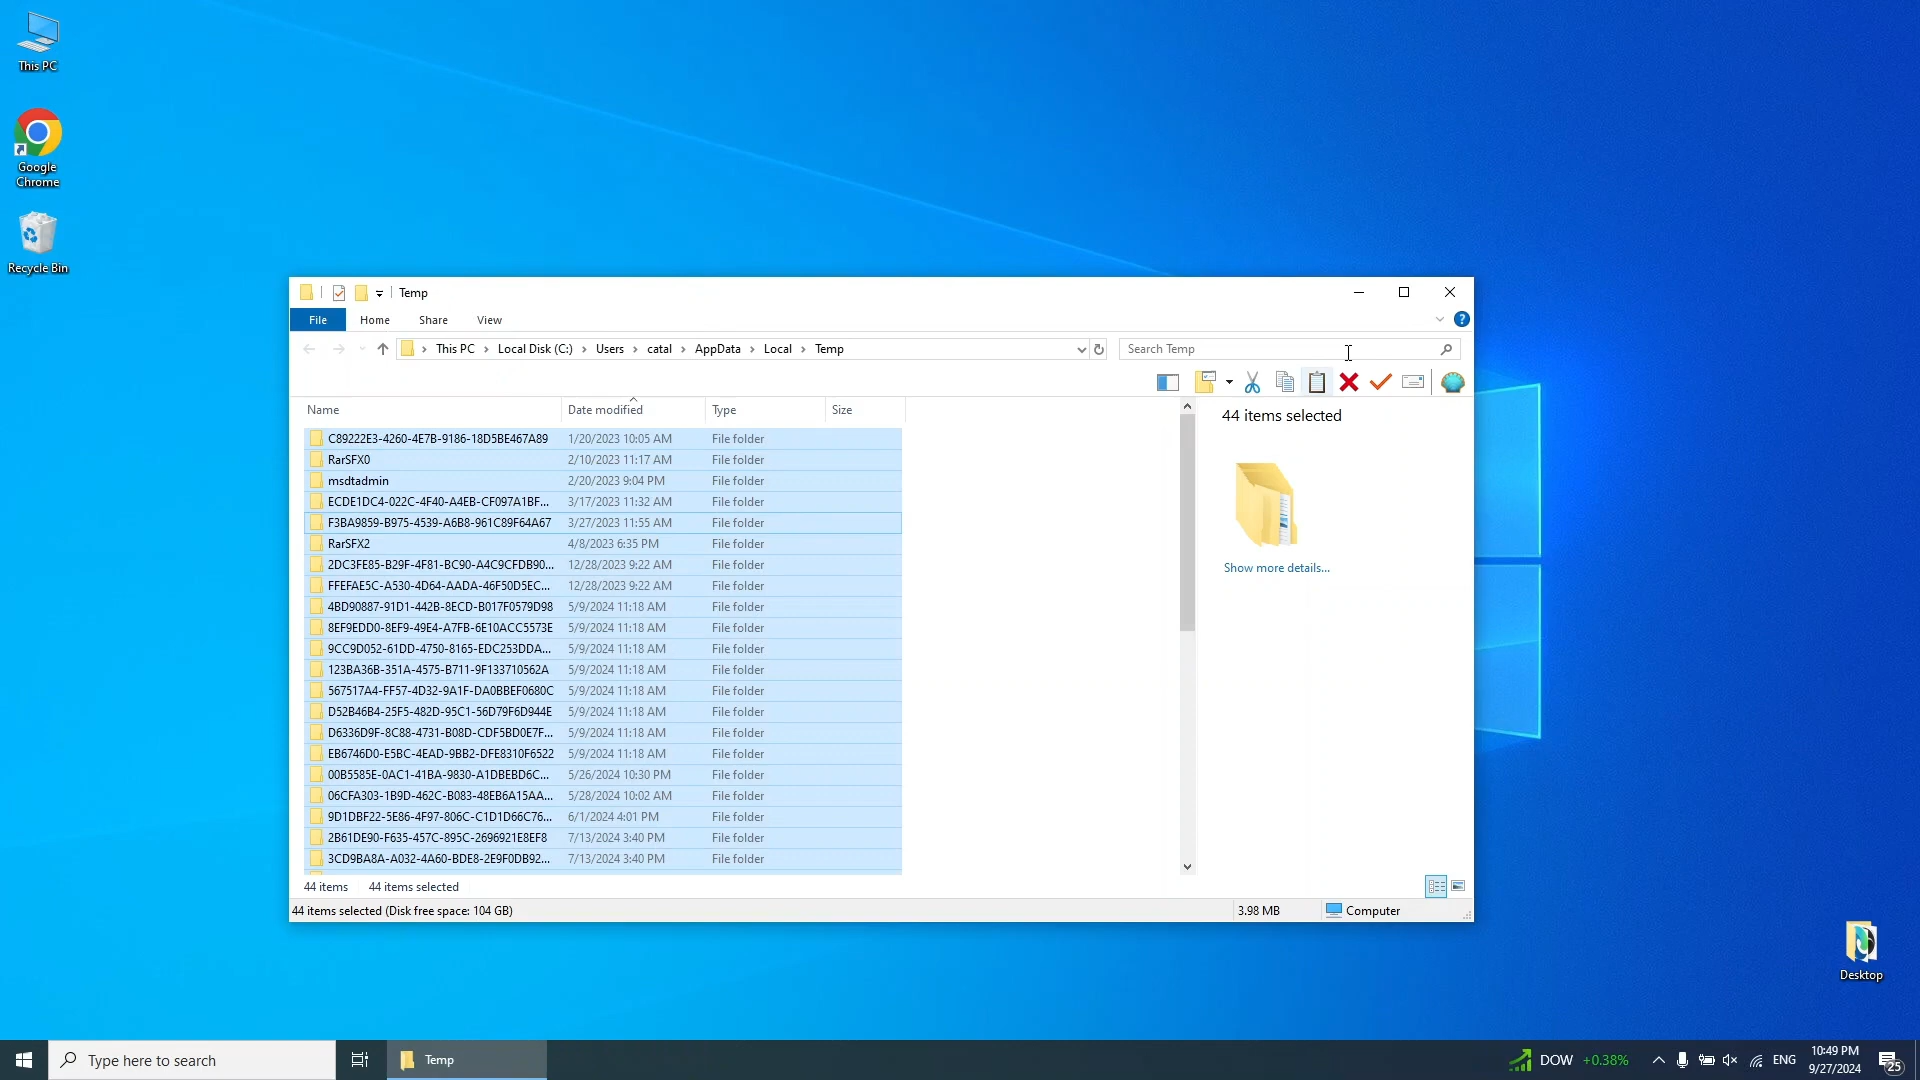 This PC
Google
Chrome
Recycle Bin
Temp
File Home Share View
This PC Local Disk (C:) Users catal AppData Local Temp
Search Temp
Name Date modified Type Size
C89222E3-4260-4E7B-9186-18D5BE467A89 1/20/2023 10:05 AM File folder
RarSFX0 2/10/2023 11:17 AM File folder
msdtadmin 2/20/2023 9:04 PM File folder
ECDE1DC4-022C-4F40-A4EB-CF097A1BF... 3/17/2023 11:32 AM File folder
F3BA9859-B975-4539-A6B8-961C89F64A67 3/27/2023 11:55 AM File folder
RarSFX2 4/8/2023 6:35 PM File folder
2DC3FE85-B29F-4F81-BC90-A4C9CFDB90... 12/28/2023 9:22 AM File folder
FFEFAE5C-A530-4D64-AADA-46F50D5EC... 12/28/2023 9:22 AM File folder
4BD90887-91D1-442B-8ECD-B017F0579D98 5/9/2024 11:18 AM File folder
8EF9EDD0-8EF9-49E4-A7FB-6E10ACC5573E 5/9/2024 11:18 AM File folder
9CC9D052-61DD-4750-8165-EDC253DDA... 5/9/2024 11:18 AM File folder
123BA36B-351A-4575-B711-9F133710562A 5/9/2024 11:18 AM File folder
567517A4-FF57-4D32-9A1F-DA0BBEF0680C 5/9/2024 11:18 AM File folder
D52B46B4-25F5-482D-95C1-56D79F6D944E 5/9/2024 11:18 AM File folder
D6336D9F-8C88-4731-B08D-CDF5BD0E7F... 5/9/2024 11:18 AM File folder
EB6746D0-E5BC-4EAD-9BB2-DFE8310F6522 5/9/2024 11:18 AM File folder
00B5585E-0AC1-41BA-9830-A1DBEBD6C... 5/26/2024 10:30 PM File folder
06CFA303-1B9D-462C-B083-48EB6A15AA... 5/28/2024 10:02 AM File folder
9D1DBF22-5E86-4F97-806C-C1D1D66C76... 6/1/2024 4:01 PM File folder
2B61DE90-F635-457C-895C-2696921E8EF8 7/13/2024 3:40 PM File folder
3CD9BA8A-A032-4A60-BDE8-2E9F0DB92... 7/13/2024 3:40 PM File folder
44 items selected
Show more details...
44 items 44 items selected
44 items selected (Disk free space: 104 GB) 3.98 MB Computer
Desktop
Type here to search
Temp
DOW +0.38%
ENG
10:49 PM
9/27/2024
25